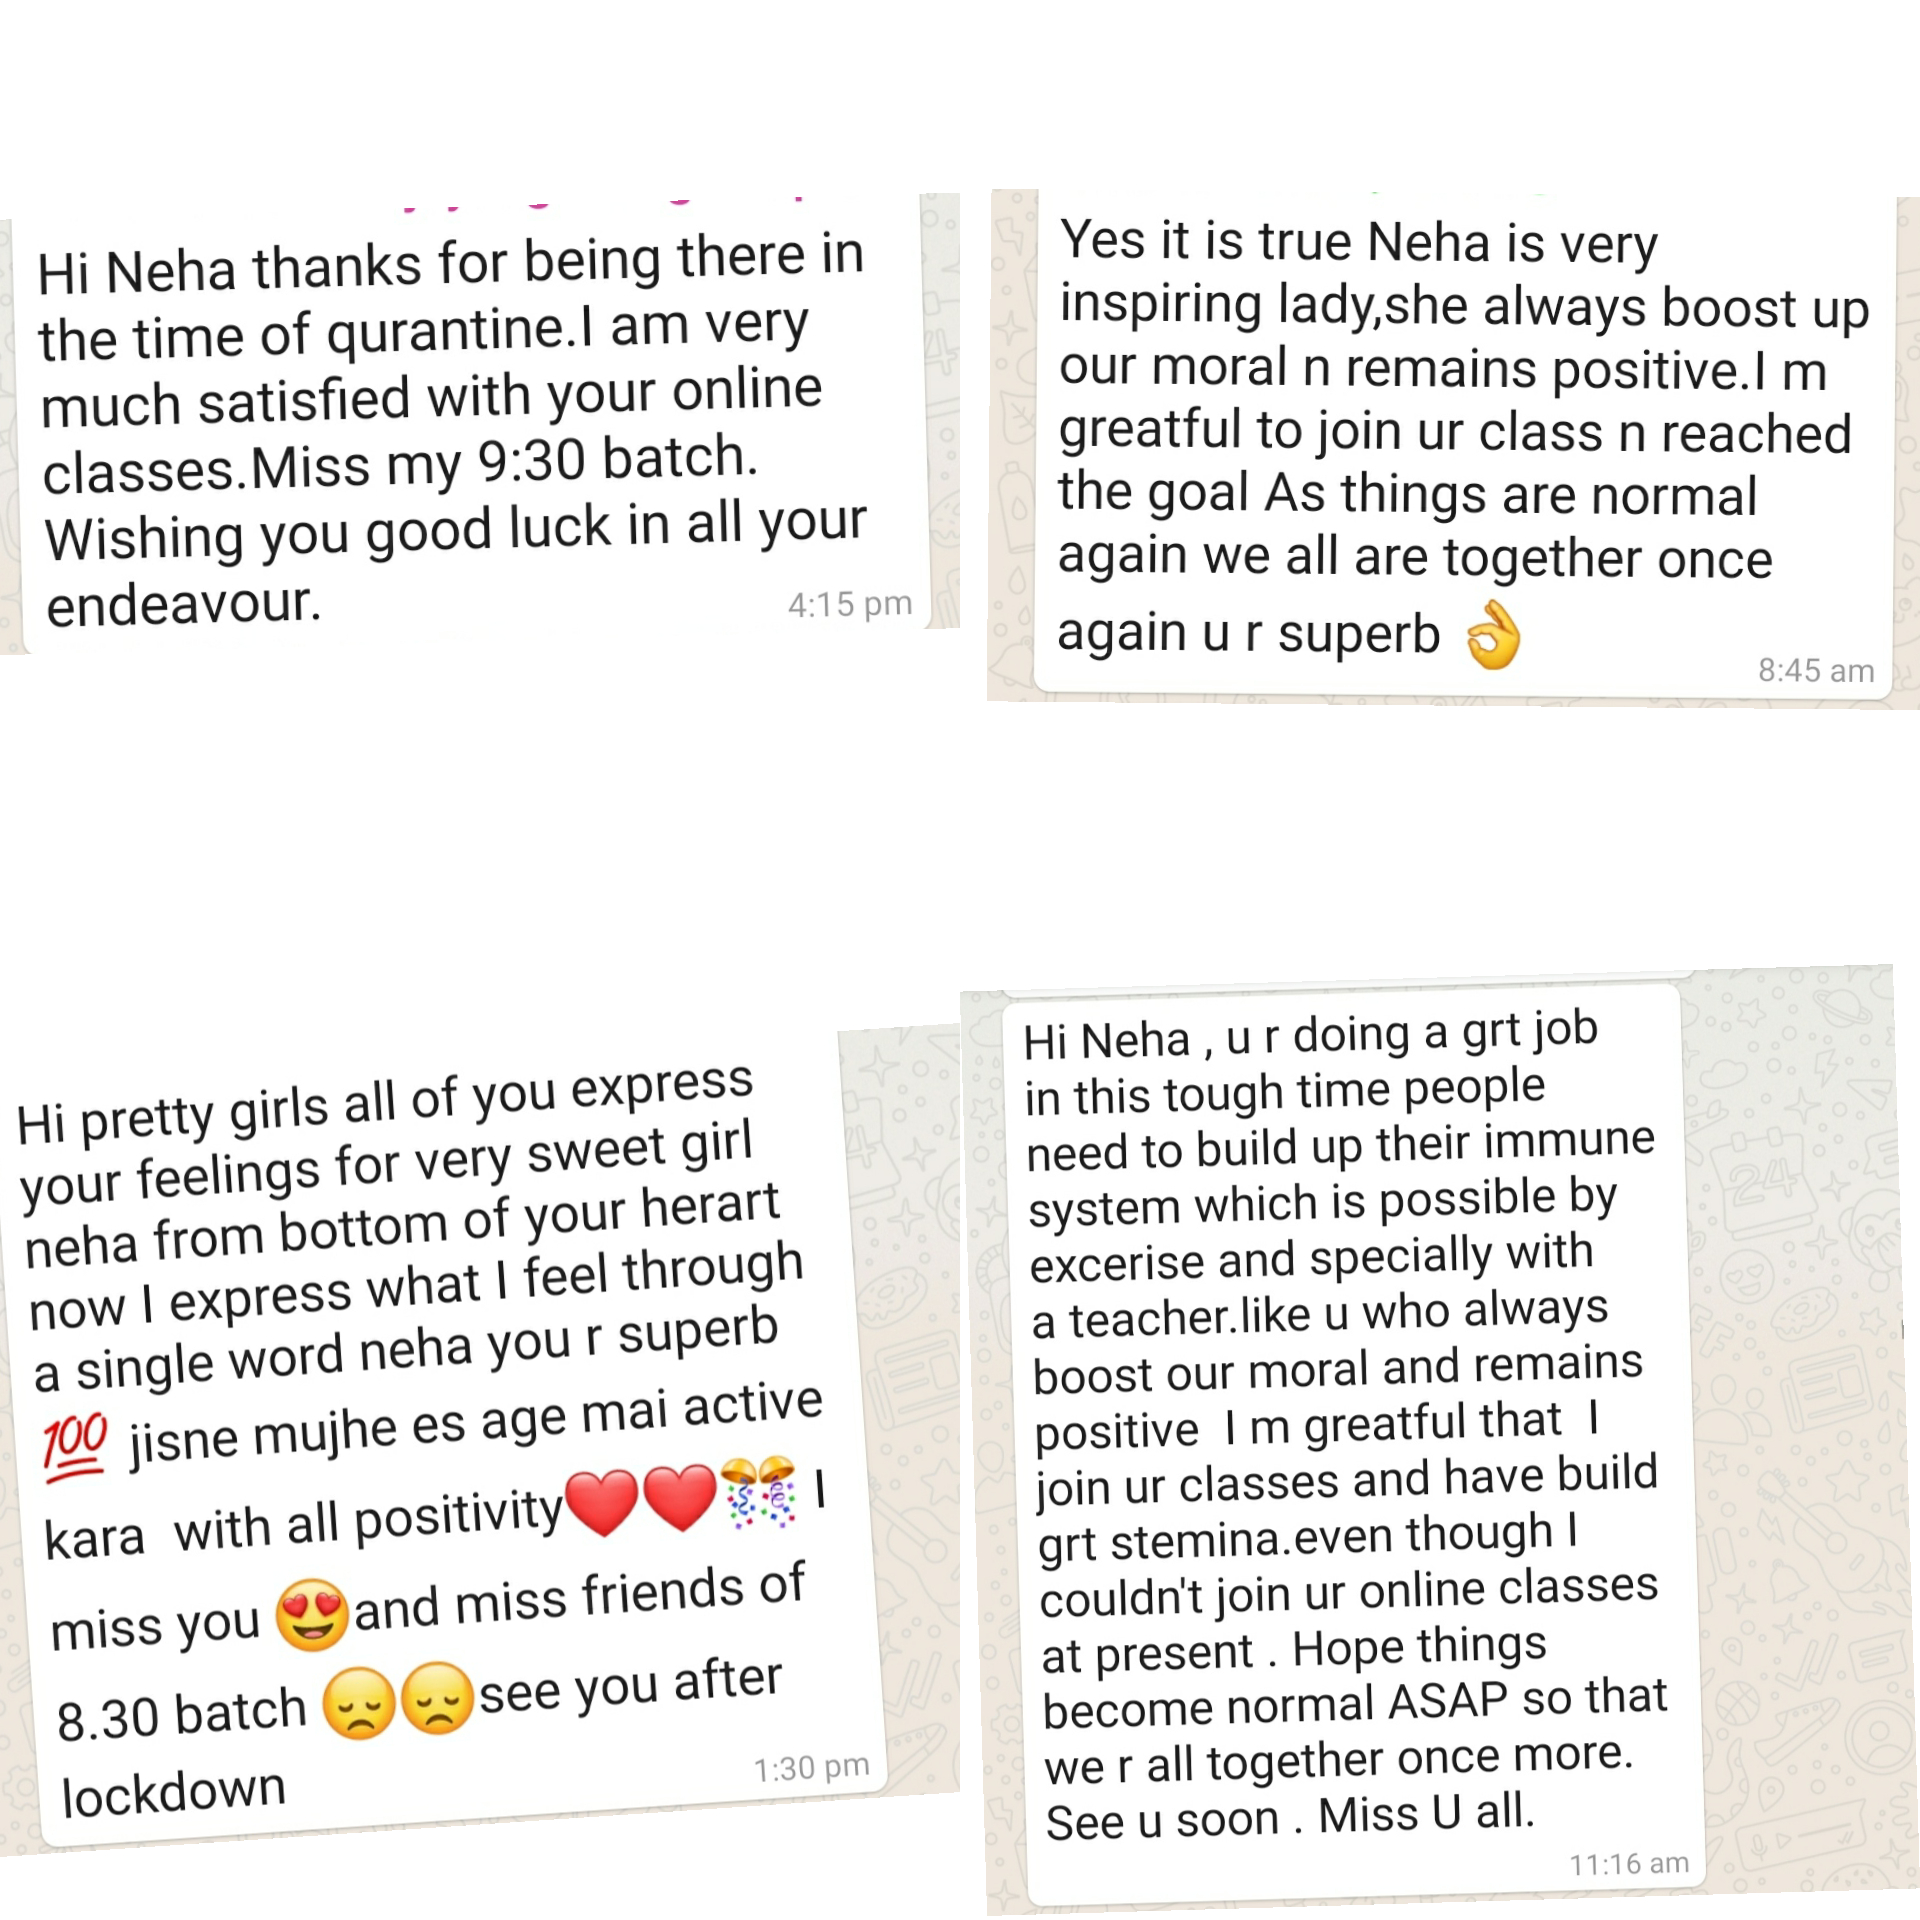 Hi Neha thanks for being there in
the time of qurantine.I am very
much satisfied with your online
classes.Miss my 9:30 batch.
Wishing you good luck in all your
endeavour.
4:15 pm
Yes it is true Neha is very
inspiring lady,she always boost up
our moral n remains positive.I m
greatful to join ur class n reached
the goal As things are normal
again we all are together once
again u r superb 👌
8:45 am
Hi pretty girls all of you express
your feelings for very sweet girl
neha from bottom of your herart
now I express what I feel through
a single word neha you r superb
💯 jisne mujhe es age mai active
kara  with all positivity❤️❤️🎊 I
miss you 😍and miss friends of
8.30 batch 😞😞see you after
lockdown
1:30 pm
Hi Neha , u r doing a grt job
in this tough time people
need to build up their immune
system which is possible by
excerise and specially with
a teacher.like u who always
boost our moral and remains
positive  I m greatful that  I
join ur classes and have build
grt stemina.even though I
couldn't join ur online classes
at present . Hope things
become normal ASAP so that
we r all together once more.
See u soon . Miss U all.
11:16 am